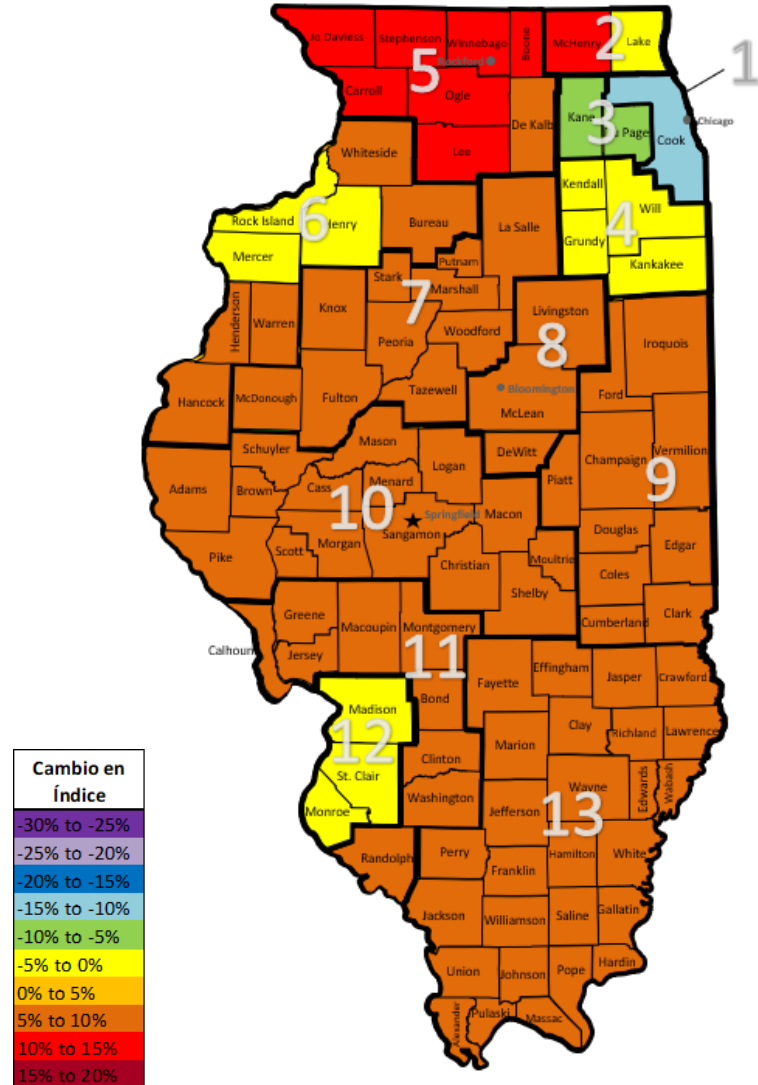 Jo Daviess
Stephenson
Winnebago
Boone
McHenry
Lake
2
1
Rockford
5
Carroll
Ogle
Kane
3
Page
Cook
Chicago
De Kalb
Lee
Whiteside
Kendall
Will
Rock Island
6
Henry
Bureau
La Salle
4
Grundy
Mercer
Putnam
Kankakee
Stark
7
Marshall
Henderson
Warren
Knox
Livingston
Woodford
8
Iroquois
Peoria
Bloomington
Tazewell
McLean
Ford
Hancock
McDonough
Fulton
Mason
Schuyler
Logan
DeWitt
Champaign
Vermilion
Adams
Brown
Cass
Menard
Piatt
9
10
Springfield
Macon
Sangamon
Douglas
Edgar
Pike
Scott
Morgan
Christian
Moultrie
Coles
Shelby
Greene
Macoupin
Montgomery
Cumberland
Clark
Calhoun
Jersey
11
Effingham
Jasper
Crawford
Fayette
Bond
Madison
12
Clay
Richland
Lawrence
Marion
Clinton
St. Clair
Wayne
Edwards
Wabash
Washington
Monroe
Jefferson
13
Randolph
Perry
Hamilton
White
Franklin
Jackson
Williamson
Saline
Gallatin
Union
Johnson
Pope
Hardin
Alexander
Pulaski
Massac
Cambio en
Índice
-30% to -25%
-25% to -20%
-20% to -15%
-15% to -10%
-10% to -5%
-5% to 0%
0% to 5%
5% to 10%
10% to 15%
15% to 20%